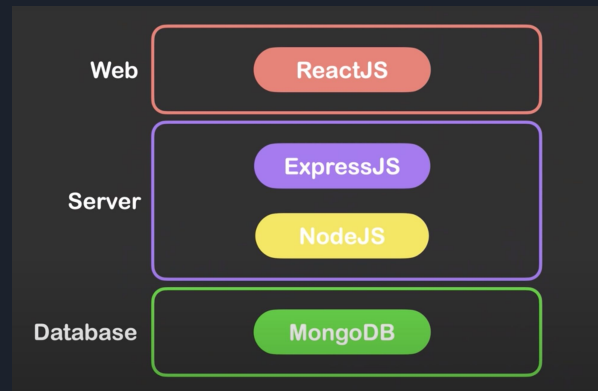 Web
ReactJS
ExpressJS
Server
NodeJS
Database
MongoDB